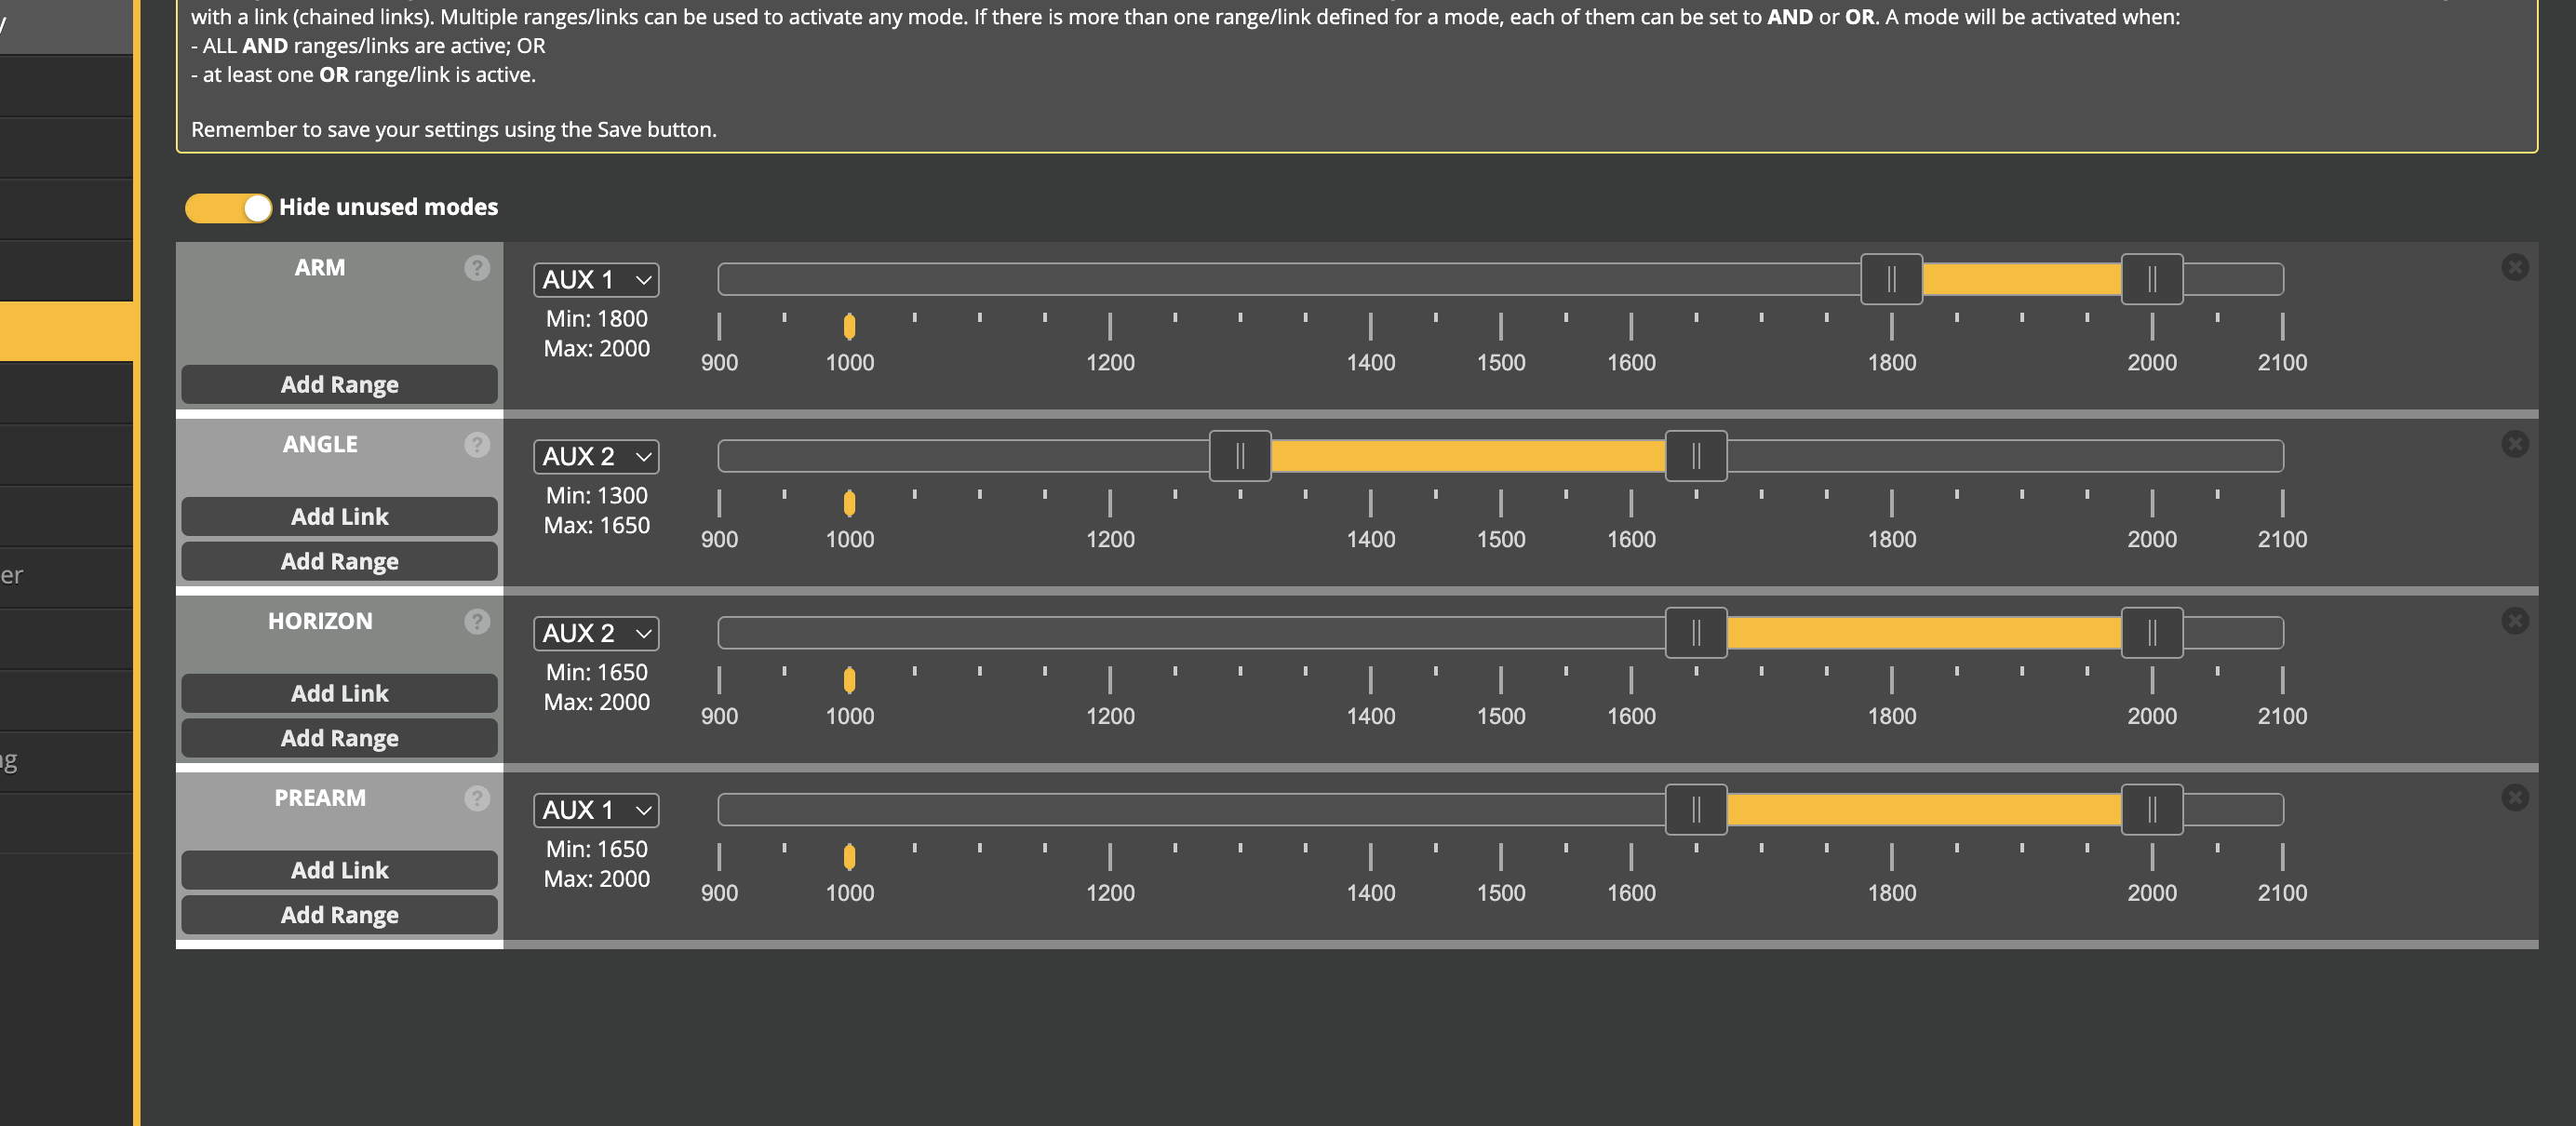 with a link (chained links). Multiple ranges/links can be used to activate any mode. If there is more than one range/link defined for a mode, each of them can be set to AND or OR. A mode will be activated when:
- ALL AND ranges/links are active; OR
- at least one OR range/link is active.
Remember to save your settings using the Save button.
Hide unused modes
ARM ?
AUX 1
Min: 1800
Max: 2000
900 1000 1200 1400 1500 1600 1800 2000 2100
Add Range
ANGLE ?
AUX 2
Min: 1300
Max: 1650
900 1000 1200 1400 1500 1600 1800 2000 2100
Add Link
Add Range
er
HORIZON ?
AUX 2
Min: 1650
Max: 2000
900 1000 1200 1400 1500 1600 1800 2000 2100
Add Link
Add Range
PREARM ?
AUX 1
Min: 1650
Max: 2000
900 1000 1200 1400 1500 1600 1800 2000 2100
Add Link
Add Range